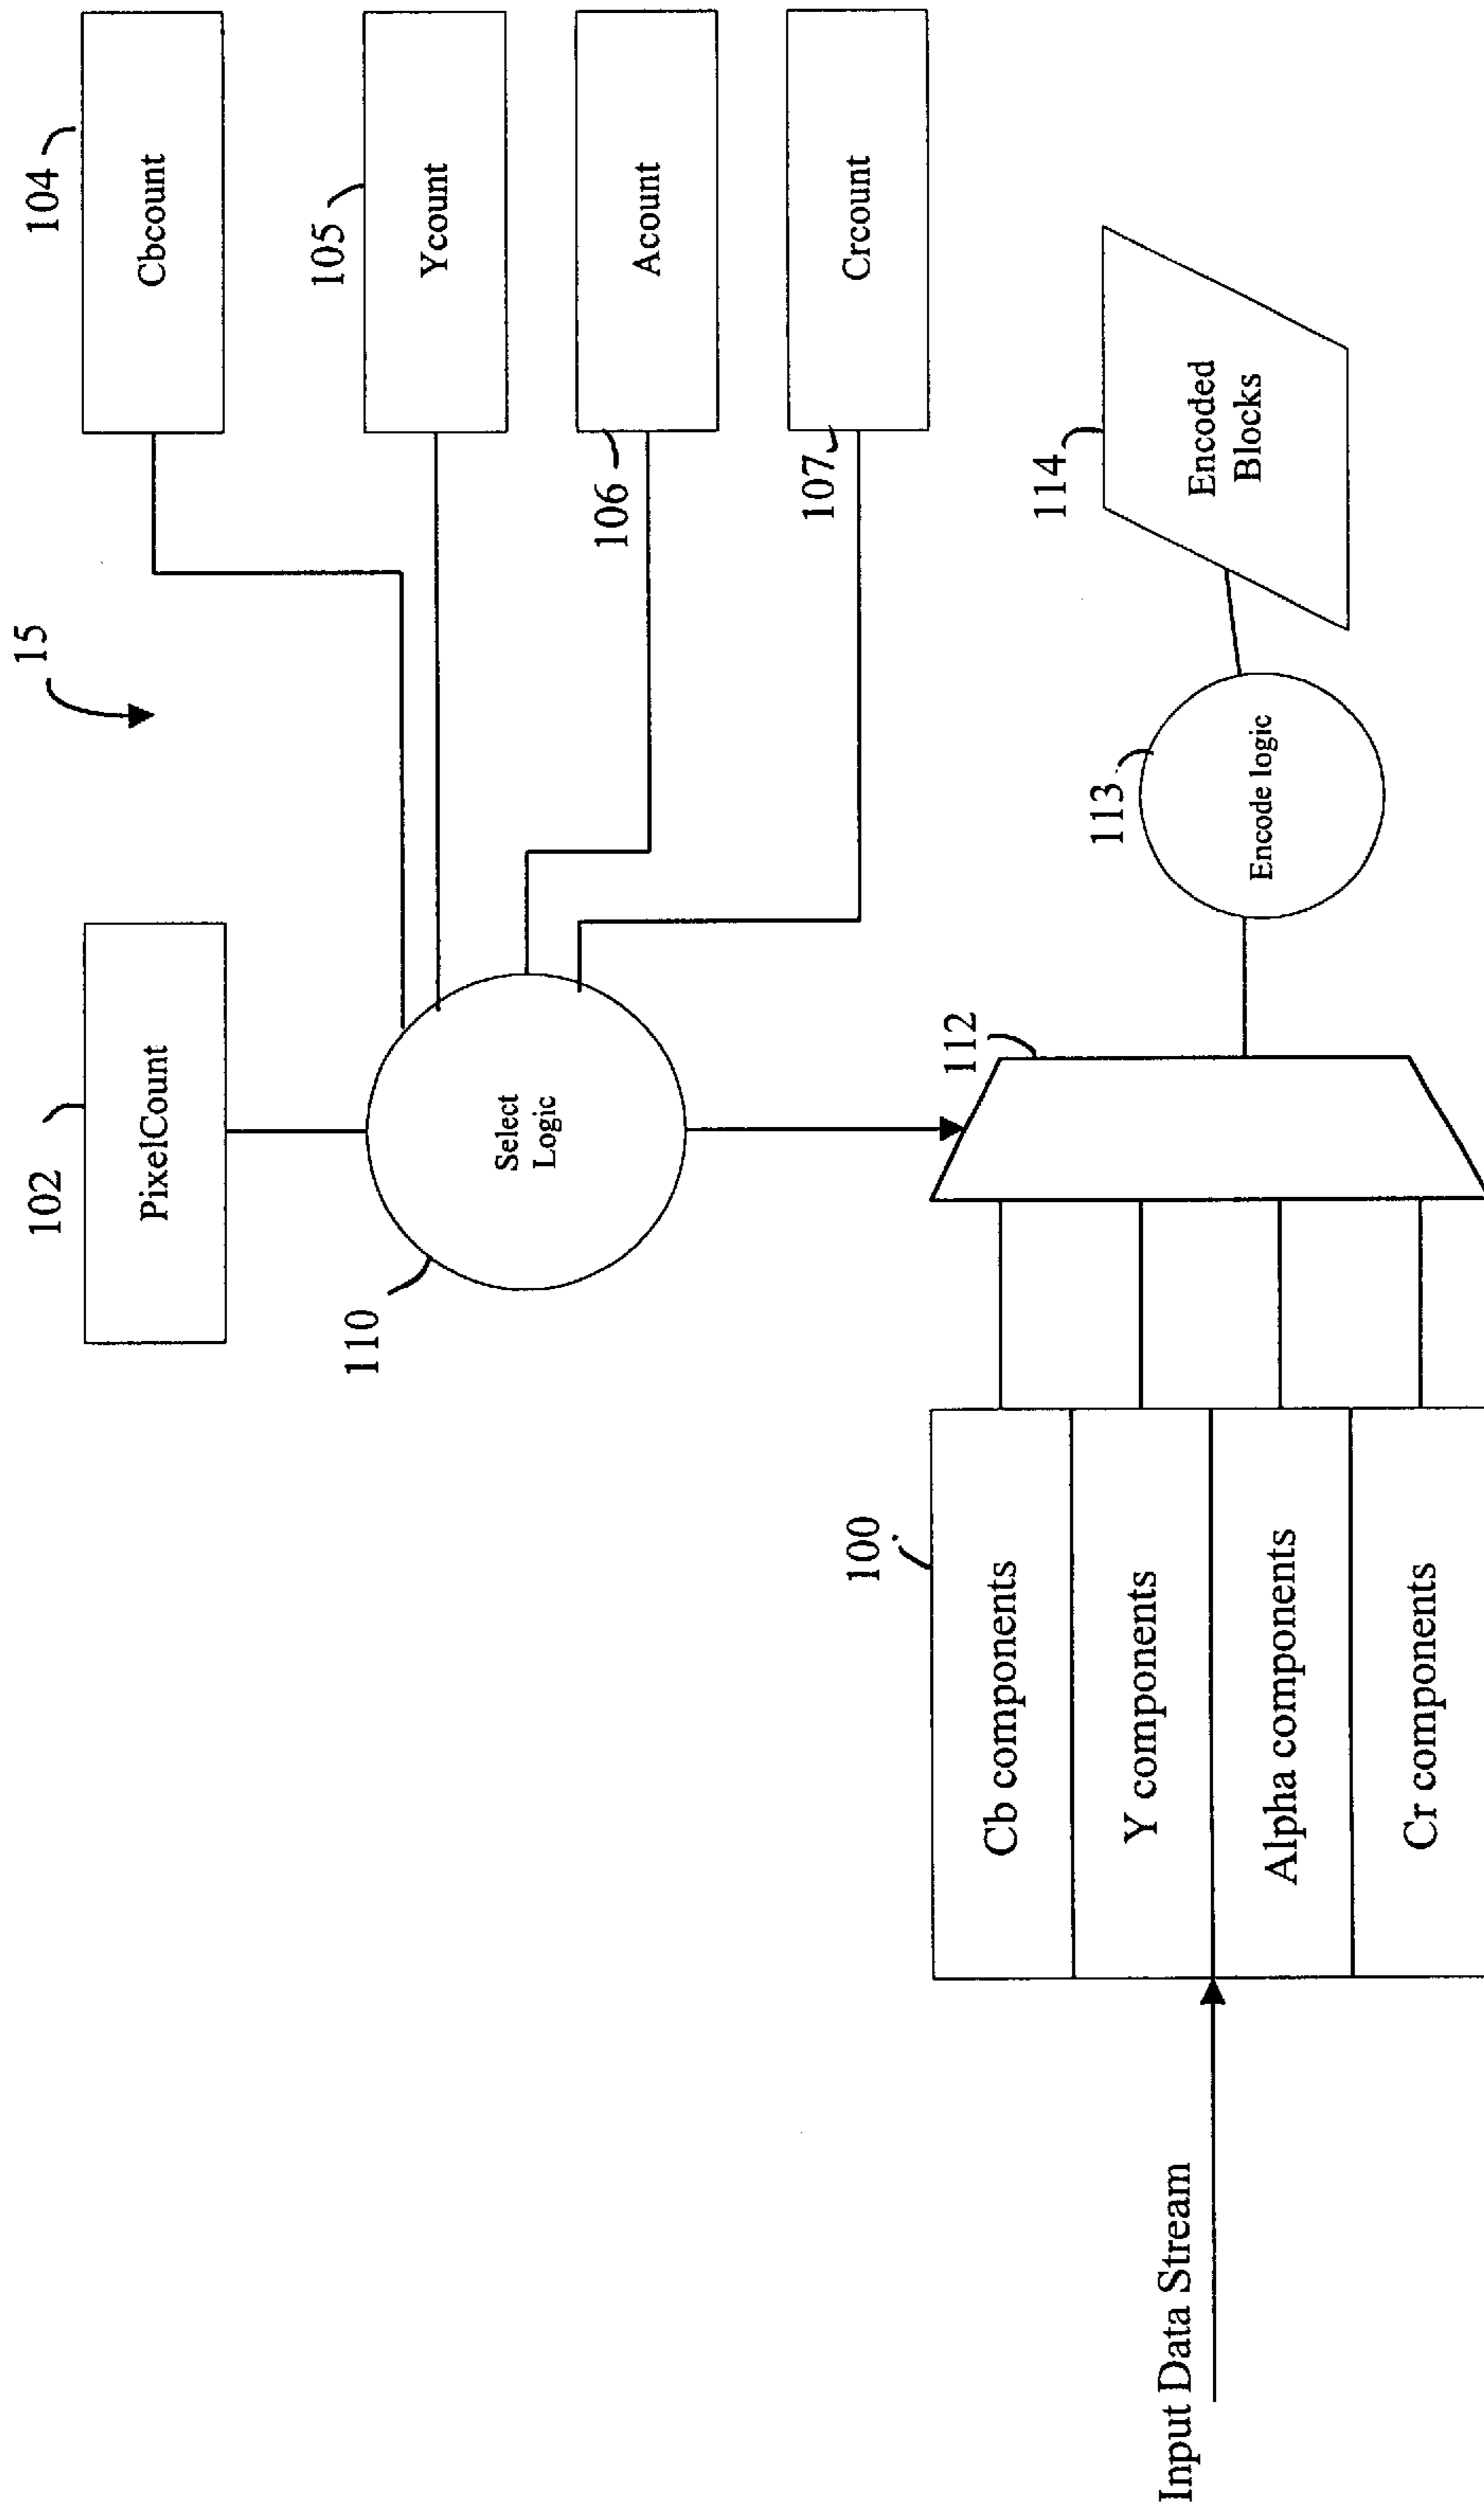 15
102
PixelCount
104
Cbcount
105
Ycount
106
Acount
107
Crcount
110
Select
Logic
112
113
Encode logic
114
Encoded
Blocks
100
Cb components
Y components
Alpha components
Cr components
Input Data Stream